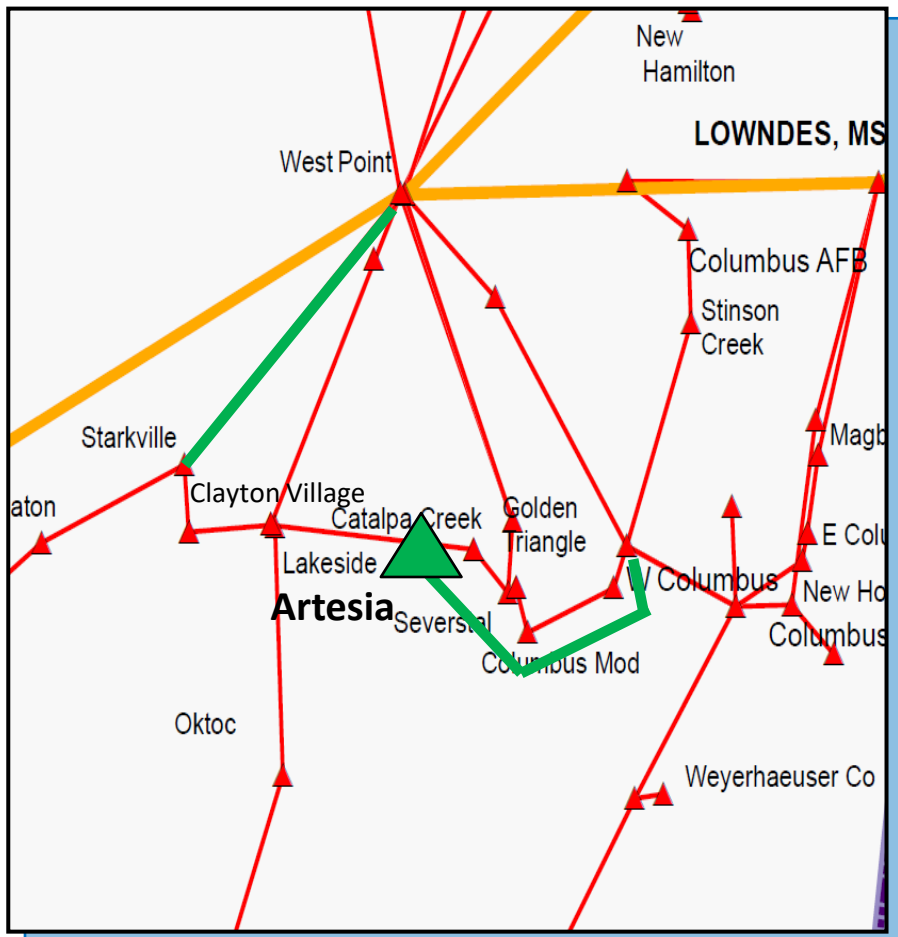 New
Hamilton
LOWNDES, MS
West Point
Columbus AFB
Stinson
Creek
Starkville
Magb
Clayton Village
aton
Catalpa Creek
Golden
Triangle
E Colu
Lakeside
W Columbus
New Ho
Artesia
Severstal
Columbus
Columbus Mod
Oktoc
Weyerhaeuser Co